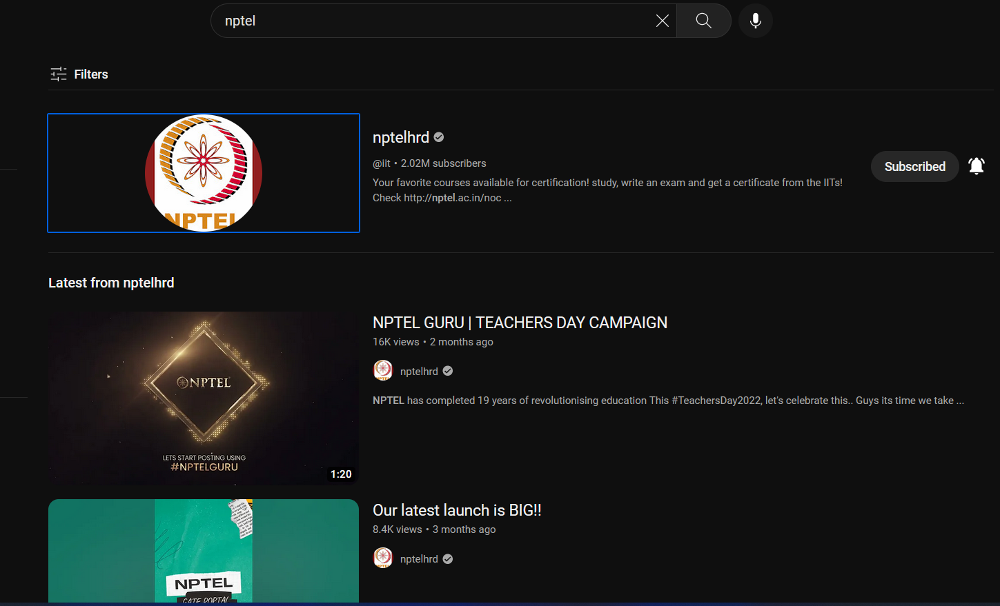 nptel
Filters
NPTEL
nptelhrd
@iit • 2.02M subscribers
Your favorite courses available for certification! study, write an exam and get a certificate from the IITs!
Check http://nptel.ac.in/noc ...
Subscribed
Latest from nptelhrd
NPTEL
LETS START POSTING USING
#NPTELGURU
1:20
NPTEL GURU | TEACHERS DAY CAMPAIGN
16K views • 2 months ago
nptelhrd
NPTEL has completed 19 years of revolutionising education This #TeachersDay2022, let's celebrate this.. Guys its time we take ...
NPTEL
GATE PORTAL
Our latest launch is BIG!!
8.4K views • 3 months ago
nptelhrd